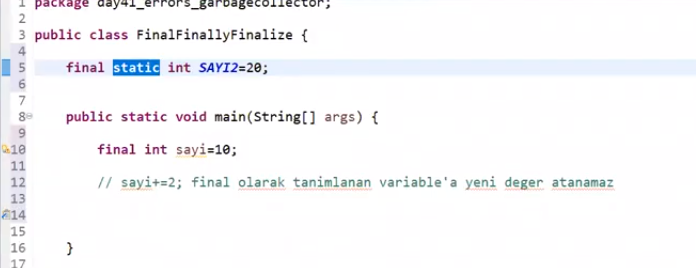 1 package day41_errors_garbagecollector;
2
3 public class FinalFinallyFinalize {
4
5 final static int SAYI2=20;
6
7
8 public static void main(String[] args) {
9
10 final int sayi=10;
11
12 // sayi+=2; final olarak tanimlanan variable'a yeni deger atanamaz
13
14
15
16 }
17